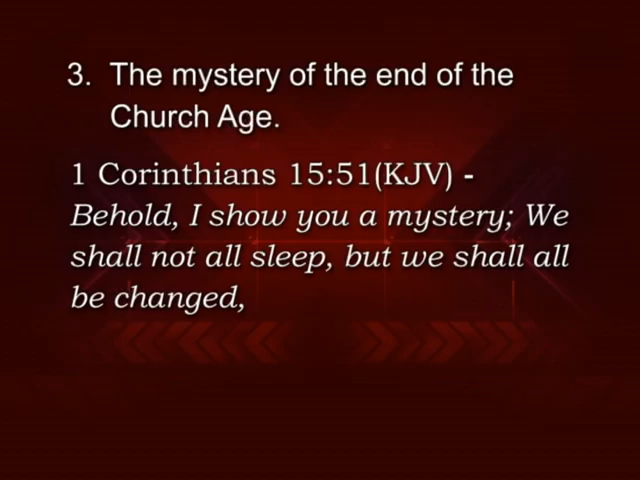 3. The mystery of the end of the
Church Age.
1 Corinthians 15:51(KJV) -
Behold, I show you a mystery; We
shall not all sleep, but we shall all
be changed,